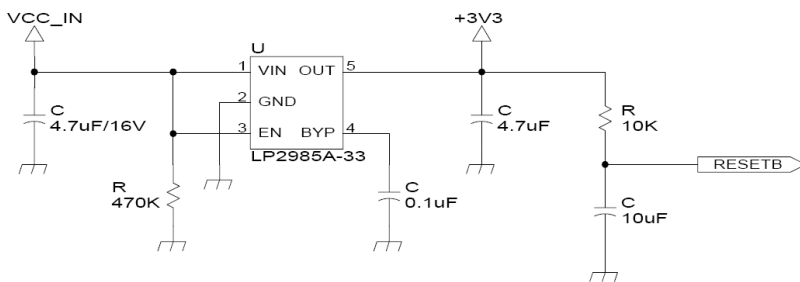 VCC_IN
+3V3
U
1 VIN OUT 5
2 GND
3 EN BYP 4
LP2985A-33
C
4.7uF/16V
C
4.7uF
R
10K
RESETB
R
470K
C
0.1uF
C
10uF